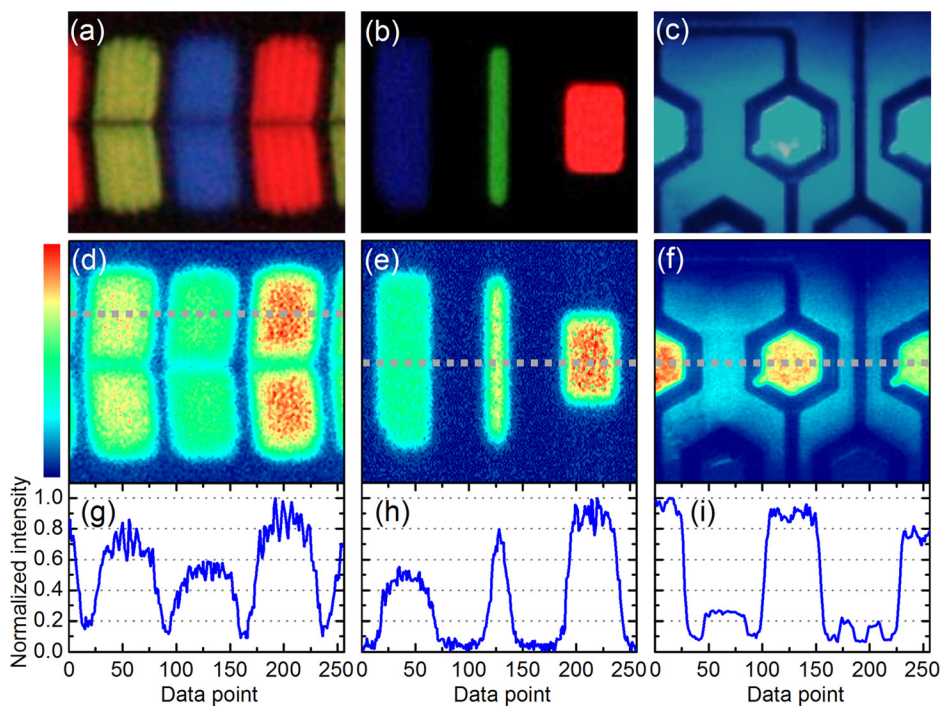 (a) (b) (c)
(d) (e) (f)
(g) (h) (i)
Normalized intensity
1.0
0.8
0.6
0.4
0.2
0.0
0 50 100 150 200 250 0 50 100 150 200 250 0 50 100 150 200 250
Data point Data point Data point